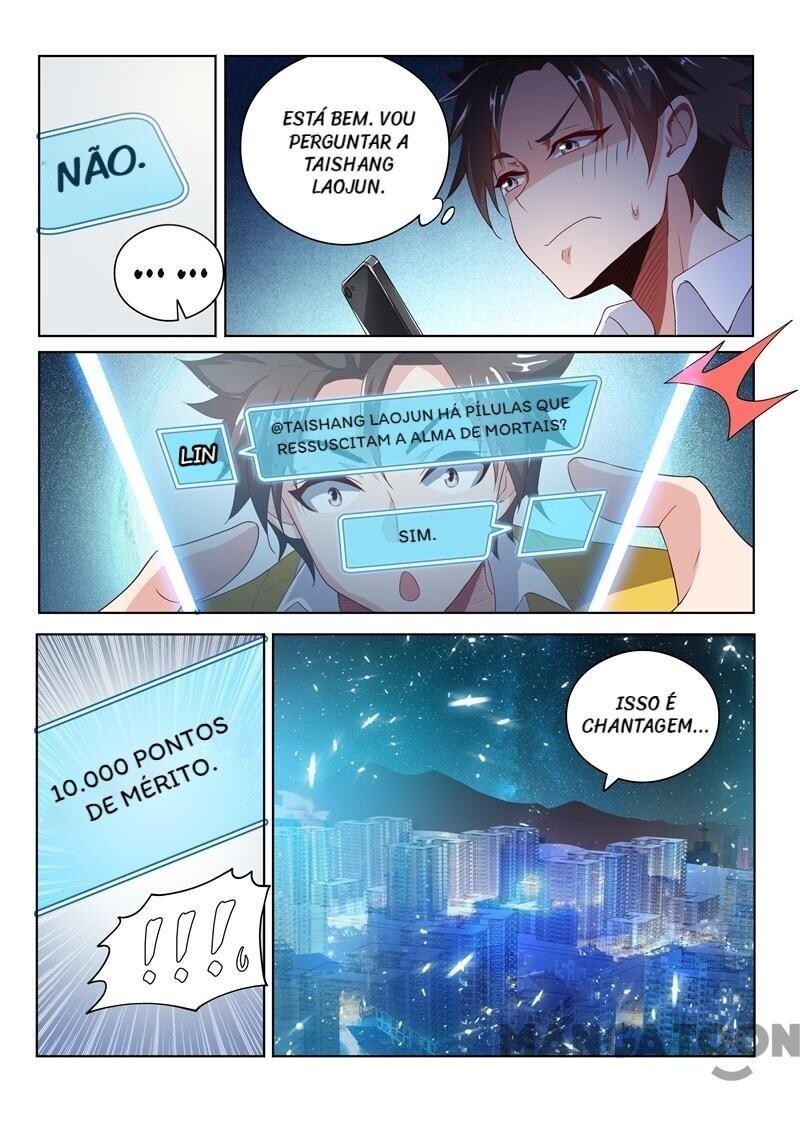 NÃO.
... ...
ESTÁ BEM. VOU
PERGUNTAR A
TAISHANG
LAOJUN.
LIN
@TAISHANG LAOJUN HÁ PÍLULAS QUE
RESSUSCITAM A ALMA DE MORTAIS?
SIM.
10.000 PONTOS
DE MÉRITO.
!!!
ISSO É
CHANTAGEM...
MANGATOON